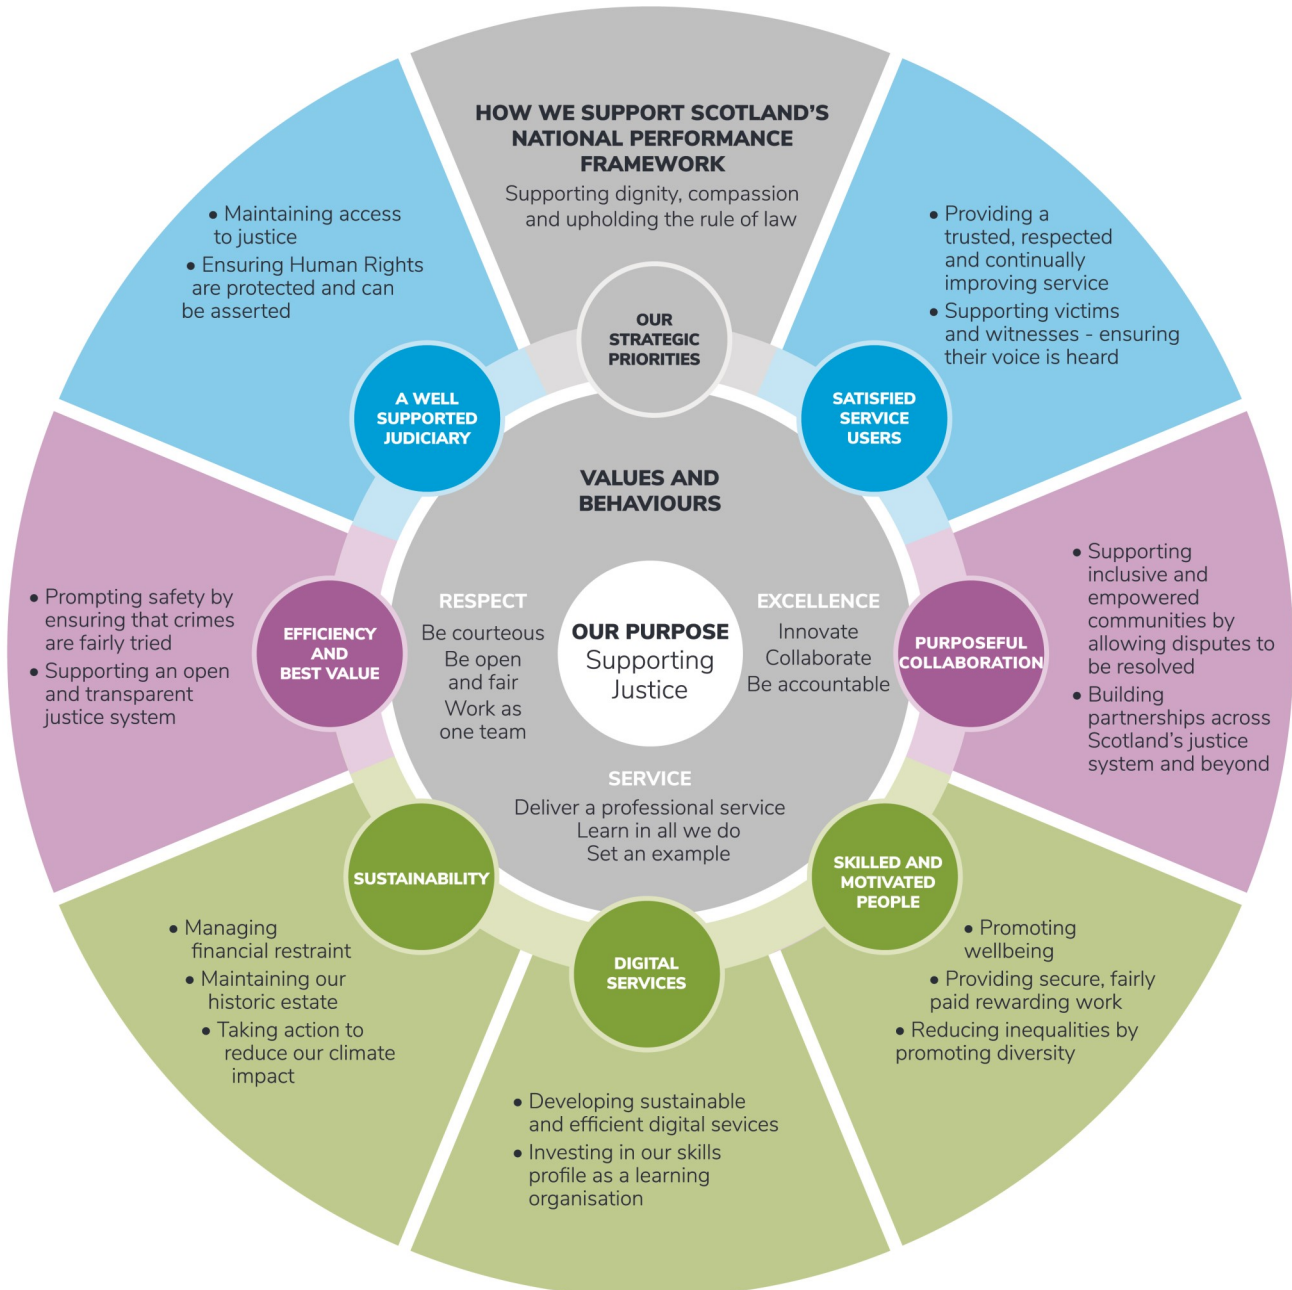 HOW WE SUPPORT SCOTLAND’S
NATIONAL PERFORMANCE
FRAMEWORK
Supporting dignity, compassion
and upholding the rule of law
OUR
STRATEGIC
PRIORITIES
SATISFIED
SERVICE
USERS
• Providing a
trusted, respected
and continually
improving service
• Supporting victims
and witnesses - ensuring
their voice is heard
PURPOSEFUL
COLLABORATION
• Supporting
inclusive and
empowered
communities by
allowing disputes to
be resolved
• Building
partnerships across
Scotland’s justice
system and beyond
SKILLED AND
MOTIVATED
PEOPLE
• Promoting
wellbeing
• Providing secure, fairly
paid rewarding work
• Reducing inequalities by
promoting diversity
DIGITAL
SERVICES
• Developing sustainable
and efficient digital sevices
• Investing in our skills
profile as a learning
organisation
SUSTAINABILITY
• Managing
financial restraint
• Maintaining our
historic estate
• Taking action to
reduce our climate
impact
EFFICIENCY
AND
BEST VALUE
• Prompting safety by
ensuring that crimes
are fairly tried
• Supporting an open
and transparent
justice system
A WELL
SUPPORTED
JUDICIARY
• Maintaining access
to justice
• Ensuring Human Rights
are protected and can
be asserted
VALUES AND
BEHAVIOURS
RESPECT
Be courteous
Be open
and fair
Work as
one team
OUR PURPOSE
Supporting
Justice
EXCELLENCE
Innovate
Collaborate
Be accountable
SERVICE
Deliver a professional service
Learn in all we do
Set an example